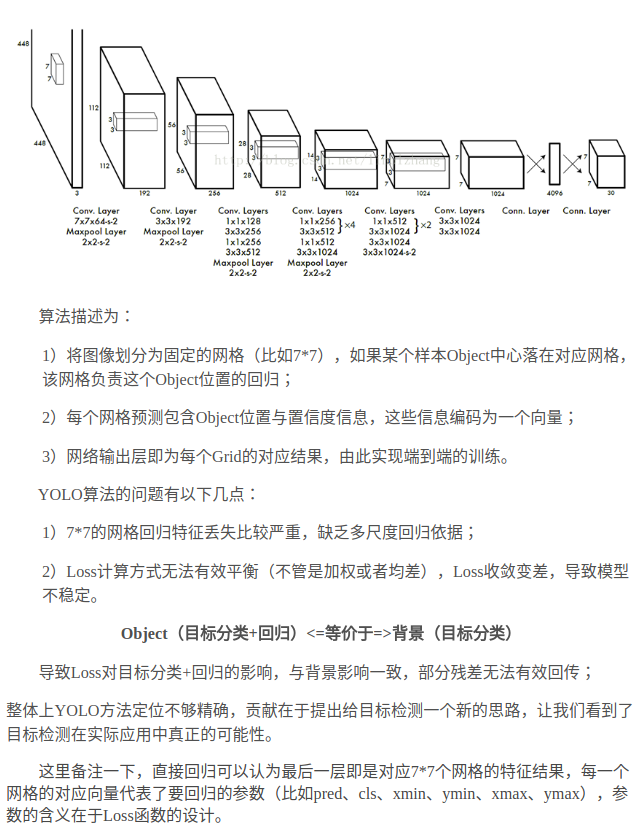 448
448
7
7
3
112
112
3
3
192
56
56
3
3
256
28
28
3
3
512
14
14
3
3
1024
7
7
3
3
1024
7
7
1024
4096
7
7
30
Conv. Layer
7x7x64-s-2
Maxpool Layer
2x2-s-2
Conv. Layer
3x3x192
Maxpool Layer
2x2-s-2
Conv. Layers
1x1x128
3x3x256
1x1x256
3x3x512
Maxpool Layer
2x2-s-2
Conv. Layers
1x1x256
3x3x512
}×4
1x1x512
3x3x1024
Maxpool Layer
2x2-s-2
Conv. Layers
1x1x512
3x3x1024
}×2
3x3x1024
3x3x1024-s-2
Conv. Layers
3x3x1024
3x3x1024
Conn. Layer
Conn. Layer
算法描述为：
1）将图像划分为固定的网格（比如7*7），如果某个样本Object中心落在对应网格，
该网格负责这个Object位置的回归；
2）每个网格预测包含Object位置与置信度信息，这些信息编码为一个向量；
3）网络输出层即为每个Grid的对应结果，由此实现端到端的训练。
YOLO算法的问题有以下几点：
1）7*7的网格回归特征丢失比较严重，缺乏多尺度回归依据；
2）Loss计算方式无法有效平衡（不管是加权或者均差），Loss收敛变差，导致模型
不稳定。
Object（目标分类+回归）<=等价于=>背景（目标分类）
导致Loss对目标分类+回归的影响，与背景影响一致，部分残差无法有效回传；
整体上YOLO方法定位不够精确，贡献在于提出给目标检测一个新的思路，让我们看到了
目标检测在实际应用中真正的可能性。
这里备注一下，直接回归可以认为最后一层即是对应7*7个网格的特征结果，每一个
网格的对应向量代表了要回归的参数（比如pred、cls、xmin、ymin、xmax、ymax），参
数的含义在于Loss函数的设计。